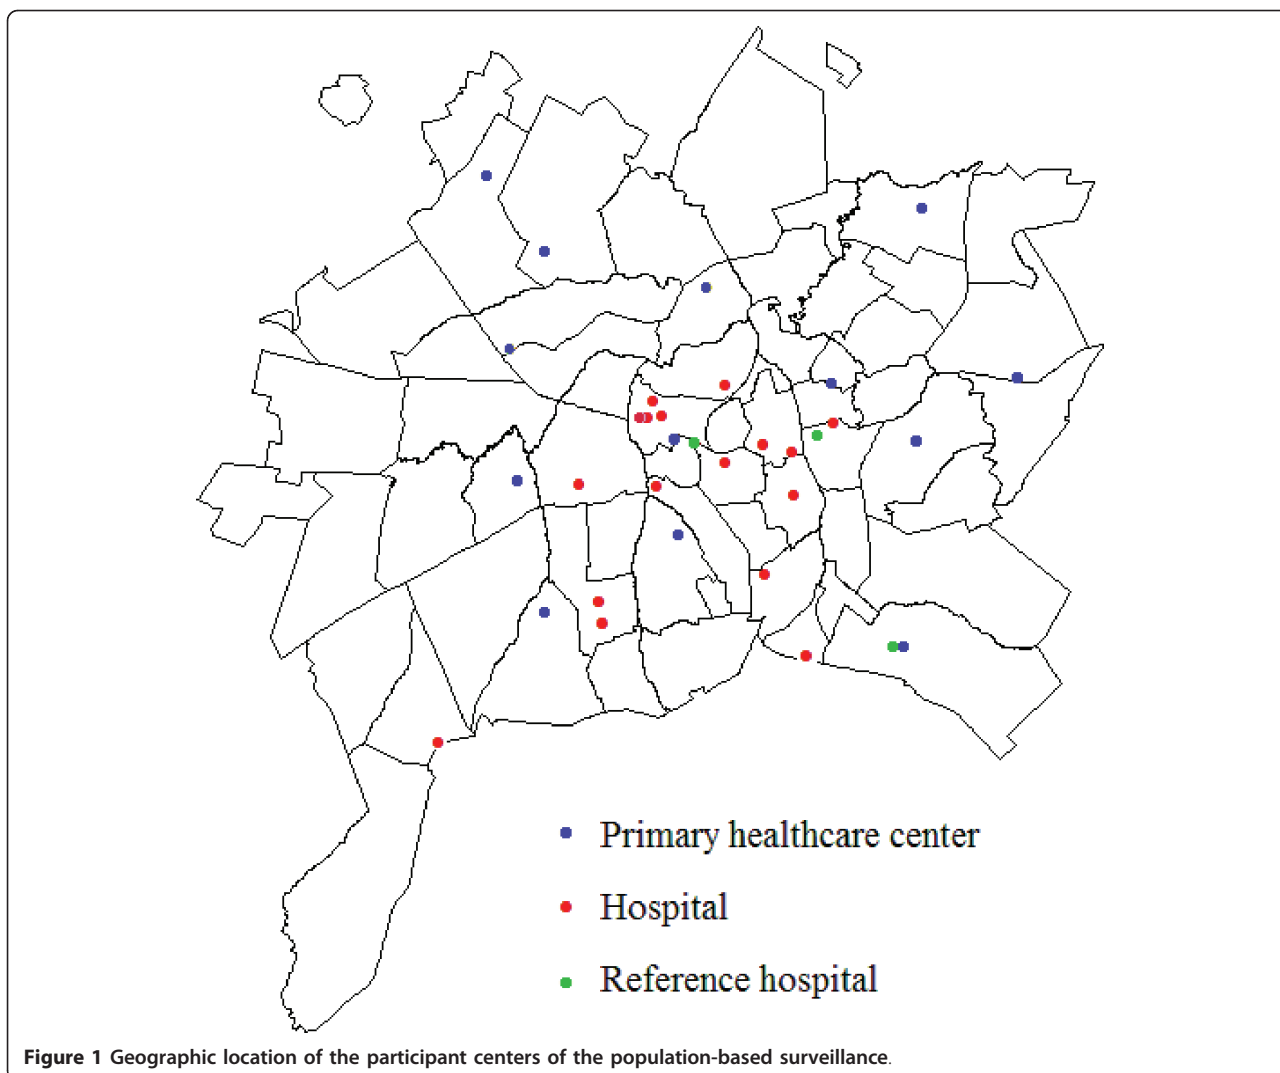 Primary healthcare center
Hospital
Reference hospital
Figure 1 Geographic location of the participant centers of the population-based surveillance.